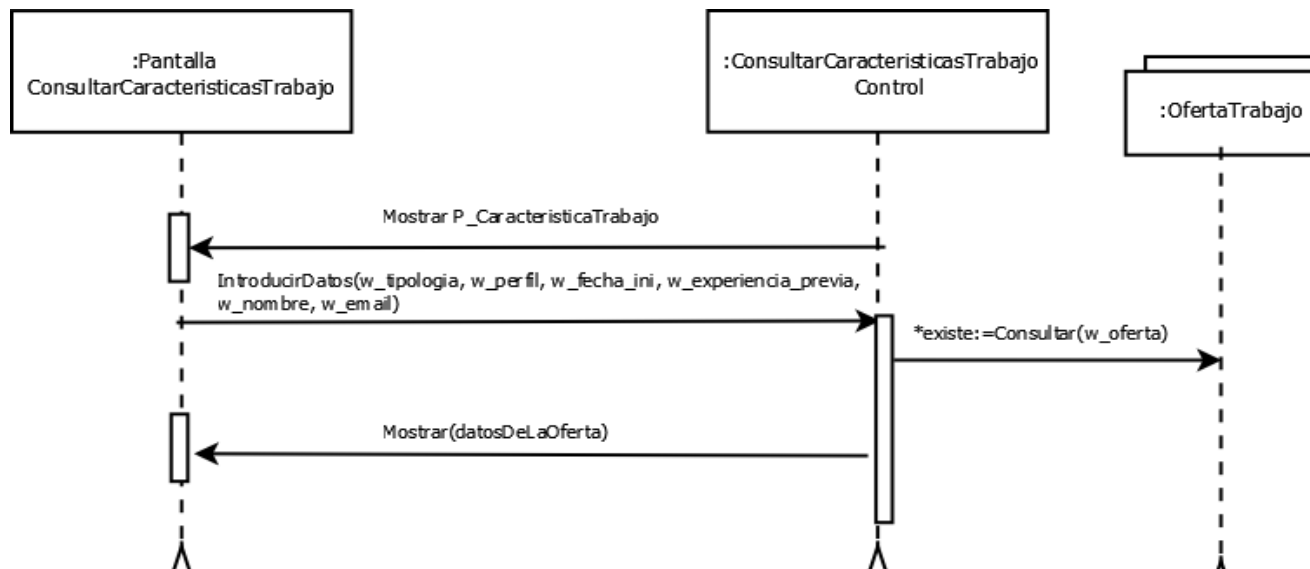 :Pantalla
ConsultarCaracteristicasTrabajo
:ConsultarCaracteristicasTrabajo
Control
:OfertaTrabajo
Mostrar P_CaracteristicaTrabajo
IntroducirDatos(w_tipologia, w_perfil, w_fecha_ini, w_experiencia_previa,
w_nombre, w_email)
*existe:=Consultar(w_oferta)
Mostrar(datosDeLaOferta)